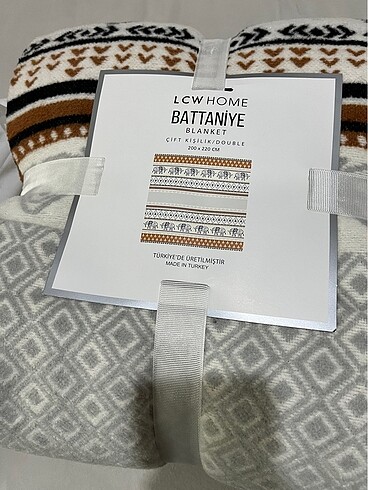 LCW HOME
BATTANİYE
BLANKET
ÇİFT KİŞİLİK/DOUBLE
200 x 220 CM
TÜRKİYE'DE ÜRETİLMİŞTİR
MADE IN TURKEY